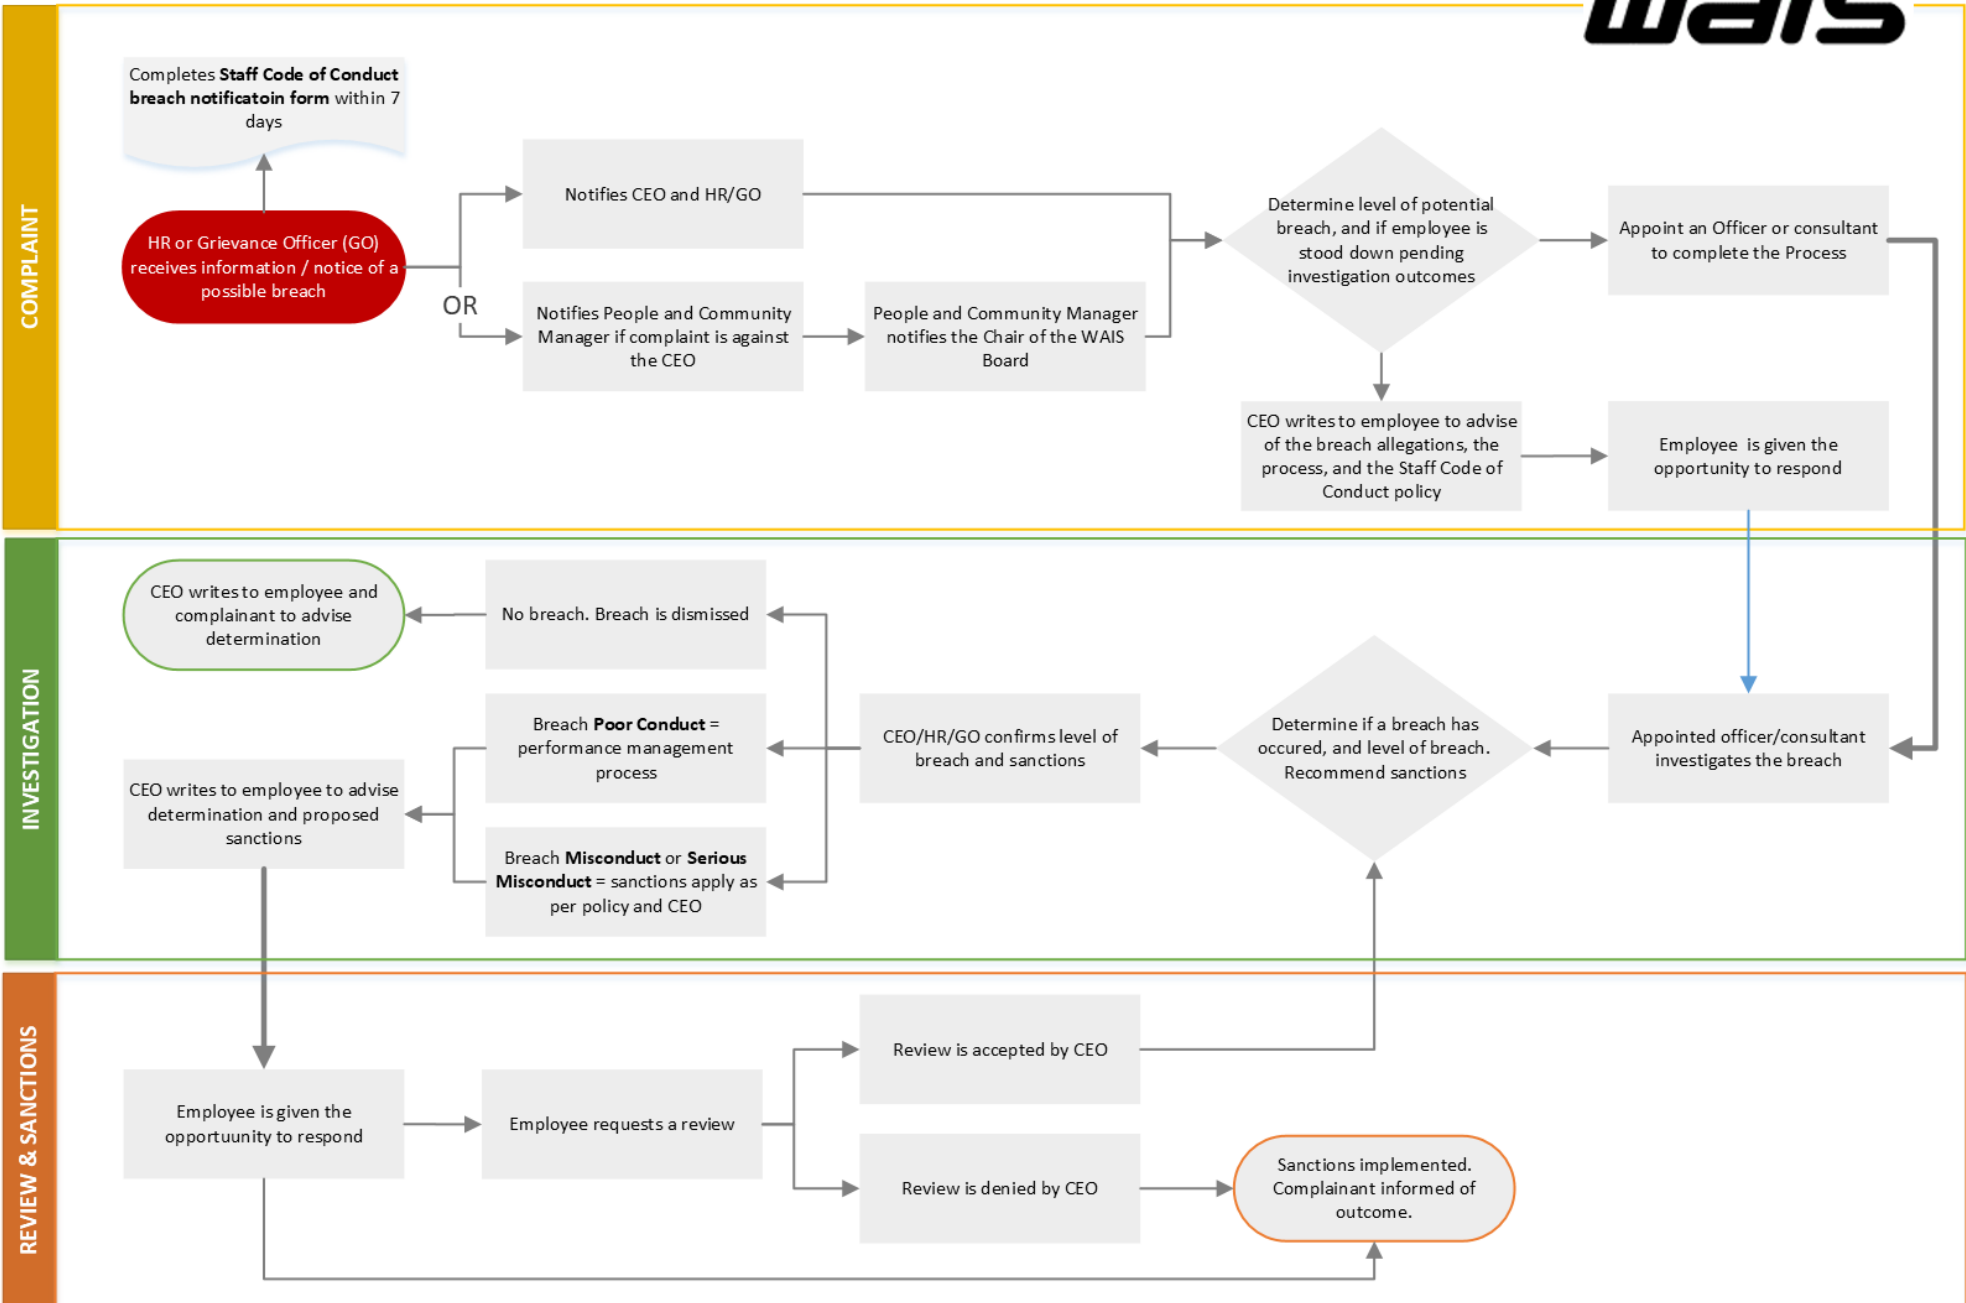 wais
COMPLAINT
Completes Staff Code of Conduct
breach notificatoin form within 7
days
HR or Grievance Officer (GO)
receives information / notice of a
possible breach
OR
Notifies CEO and HR/GO
Notifies People and Community
Manager if complaint is against
the CEO
People and Community Manager
notifies the Chair of the WAIS
Board
Determine level of potential
breach, and if employee is
stood down pending
investigation outcomes
Appoint an Officer or consultant
to complete the Process
CEO writes to employee to advise
of the breach allegations, the
process, and the Staff Code of
Conduct policy
Employee is given the
opportunity to respond
INVESTIGATION
CEO writes to employee and
complainant to advise
determination
No breach. Breach is dismissed
Breach Poor Conduct =
performance management
process
CEO writes to employee to advise
determination and proposed
sanctions
Breach Misconduct or Serious
Misconduct = sanctions apply as
per policy and CEO
CEO/HR/GO confirms level of
breach and sanctions
Determine if a breach has
occured, and level of breach.
Recommend sanctions
Appointed officer/consultant
investigates the breach
REVIEW & SANCTIONS
Employee is given the
opportuunity to respond
Employee requests a review
Review is accepted by CEO
Review is denied by CEO
Sanctions implemented.
Complainant informed of
outcome.